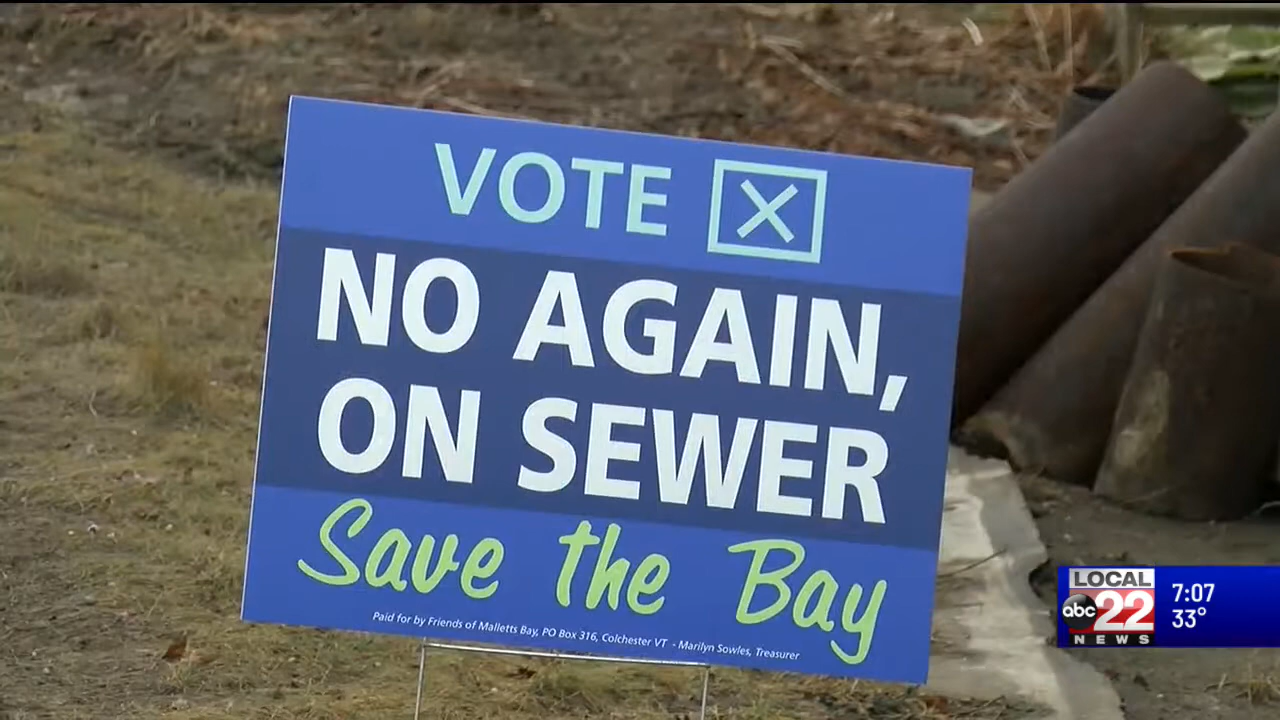 VOTE
NO AGAIN,
ON SEWER
Save the Bay
Paid for by Friends of Malletts Bay, PO Box 316, Colchester VT - Marilyn Sowles, Treasurer
LOCAL
abc 22
NEWS
7:07
33°